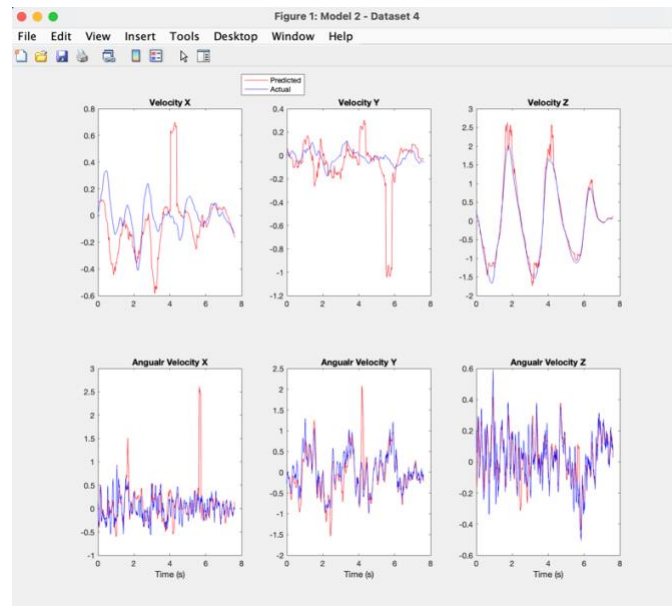 Figure 1: Model 2 - Dataset 4
File Edit View Insert Tools Desktop Window Help
Predicted
Actual
Velocity X
0.8
0.6
0.4
0.2
0
-0.2
-0.4
-0.6
0 2 4 6 8
Velocity Y
0.4
0.2
0
-0.2
-0.4
-0.6
-0.8
-1
-1.2
0 2 4 6 8
Velocity Z
3
2.5
2
1.5
1
0.5
0
-0.5
-1
-1.5
-2
0 2 4 6 8
Angualr Velocity X
3
2.5
2
1.5
1
0.5
0
-0.5
-1
0 2 4 6 8
Time (s)
Angualr Velocity Y
2.5
2
1.5
1
0.5
0
-0.5
-1
-1.5
-2
0 2 4 6 8
Time (s)
Angualr Velocity Z
0.6
0.4
0.2
0
-0.2
-0.4
-0.6
0 2 4 6 8
Time (s)